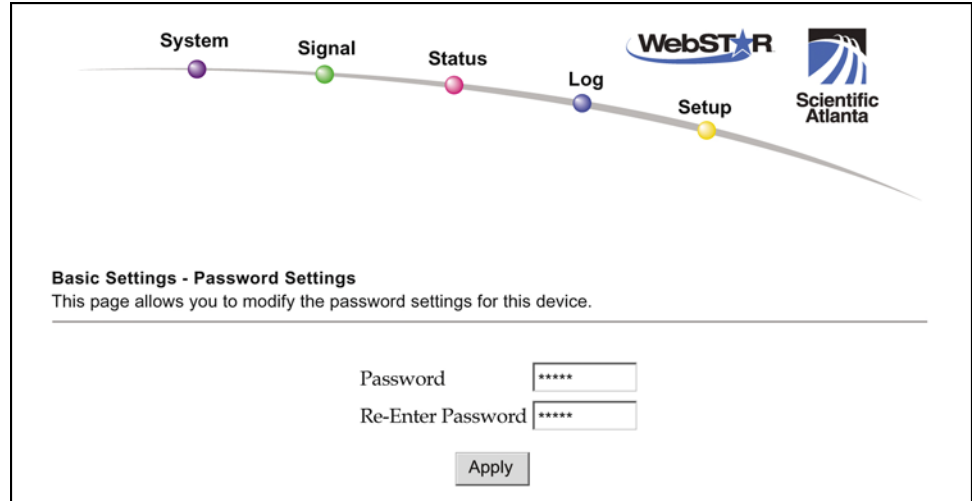 System
Signal
Status
Log
Setup
WebSTAR
Scientific
Atlanta
Basic Settings - Password Settings
This page allows you to modify the password settings for this device.
Password *****
Re-Enter Password *****
Apply